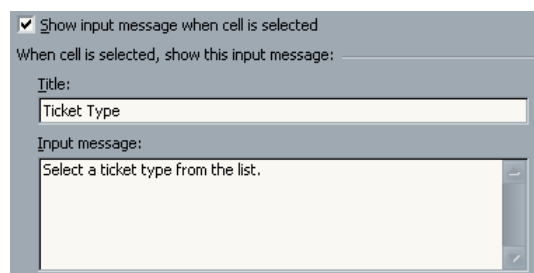 Show input message when cell is selected
When cell is selected, show this input message:
Title:
Ticket Type
Input message:
Select a ticket type from the list.